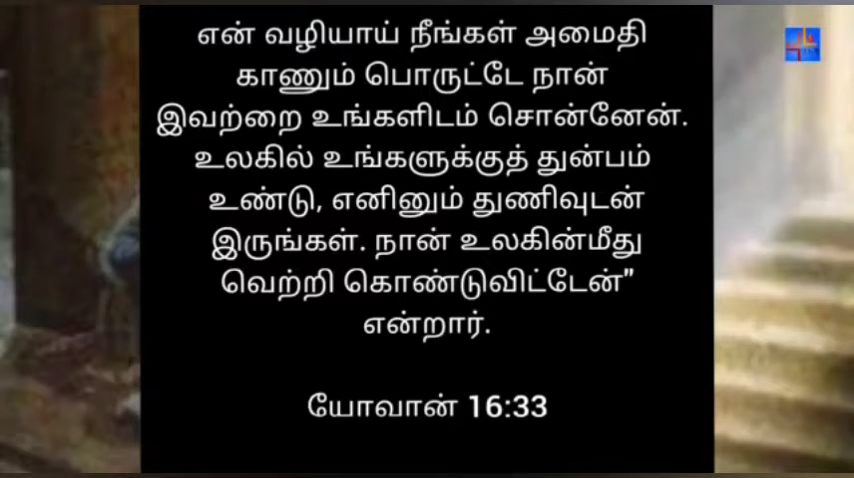 என் வழியாய் நீங்கள் அமைதி
காணும் பொருட்டே நான்
இவற்றை உங்களிடம் சொன்னேன்.
உலகில் உங்களுக்குத் துன்பம்
உண்டு, எனினும் துணிவுடன்
இருங்கள். நான் உலகின்மீது
வெற்றி கொண்டுவிட்டேன்"
என்றார்.
யோவான் 16:33